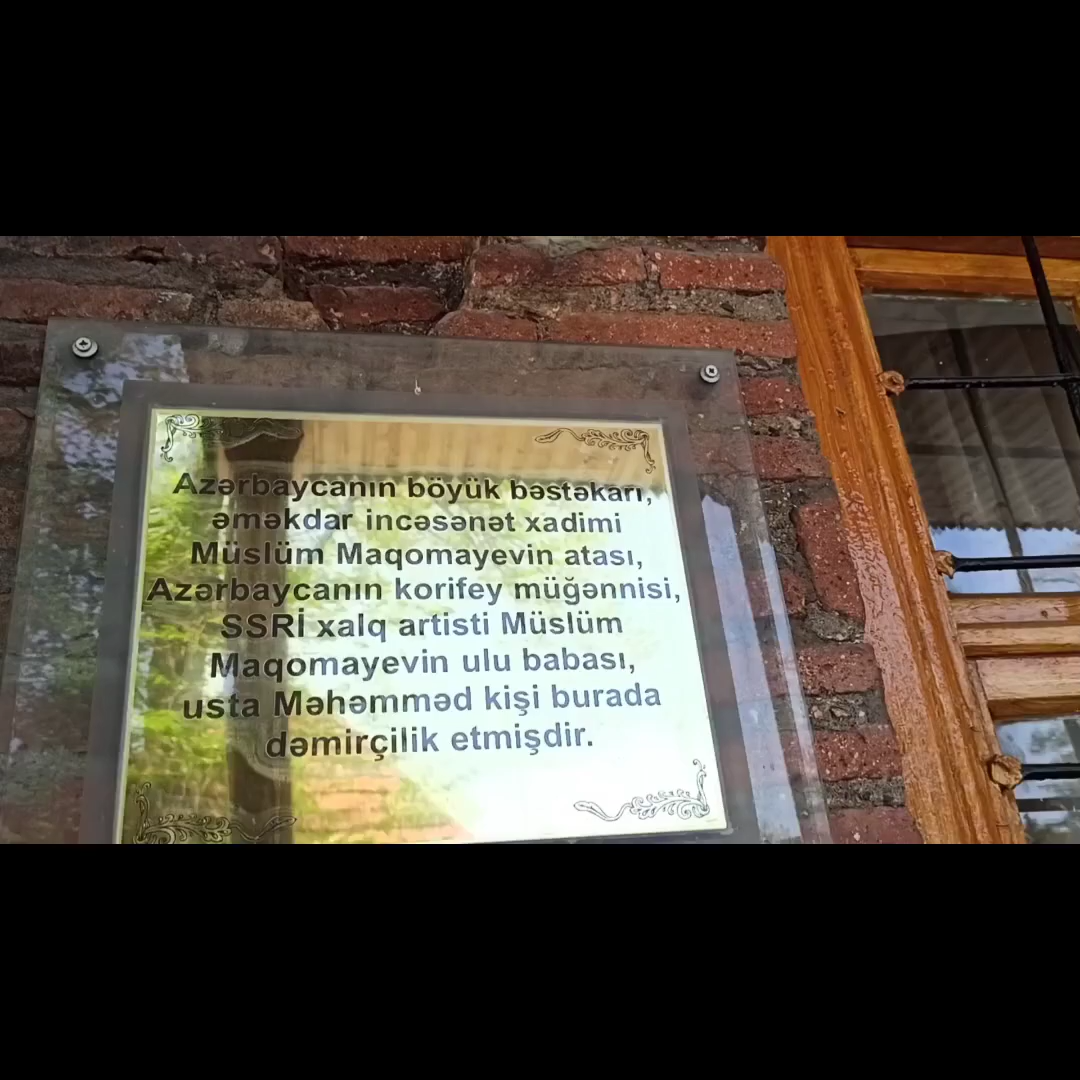 Azərbaycanın böyük bəstəkarı,
əməkdar incəsənət xadimi
Müslüm Maqomayevin atası,
Azərbaycanın korifey müğənnisi,
SSRİ xalq artisti Müslüm
Maqomayevin ulu babası,
usta Məhəmməd kişi burada
dəmirçilik etmişdir.